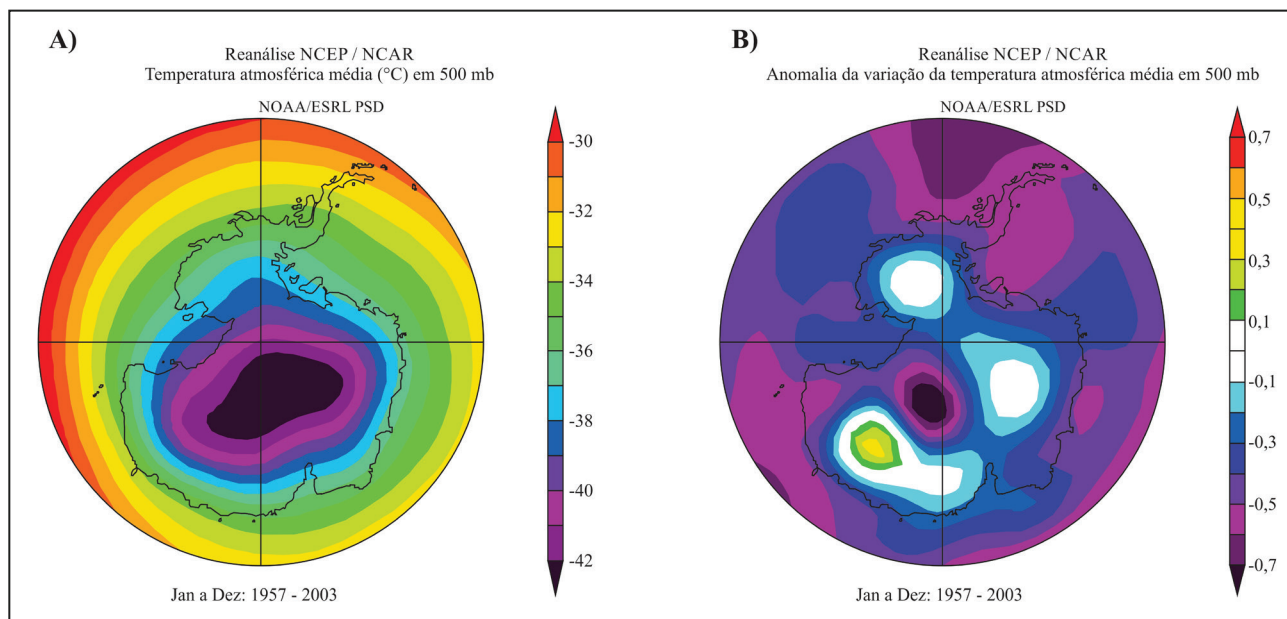 A)
Reanálise NCEP / NCAR
Temperatura atmosférica média (°C) em 500 mb
NOAA/ESRL PSD
-30
-32
-34
-36
-38
-40
-42
Jan a Dez: 1957 - 2003
B)
Reanálise NCEP / NCAR
Anomalia da variação da temperatura atmosférica média em 500 mb
NOAA/ESRL PSD
0,7
0,5
0,3
0,1
-0,1
-0,3
-0,5
-0,7
Jan a Dez: 1957 - 2003